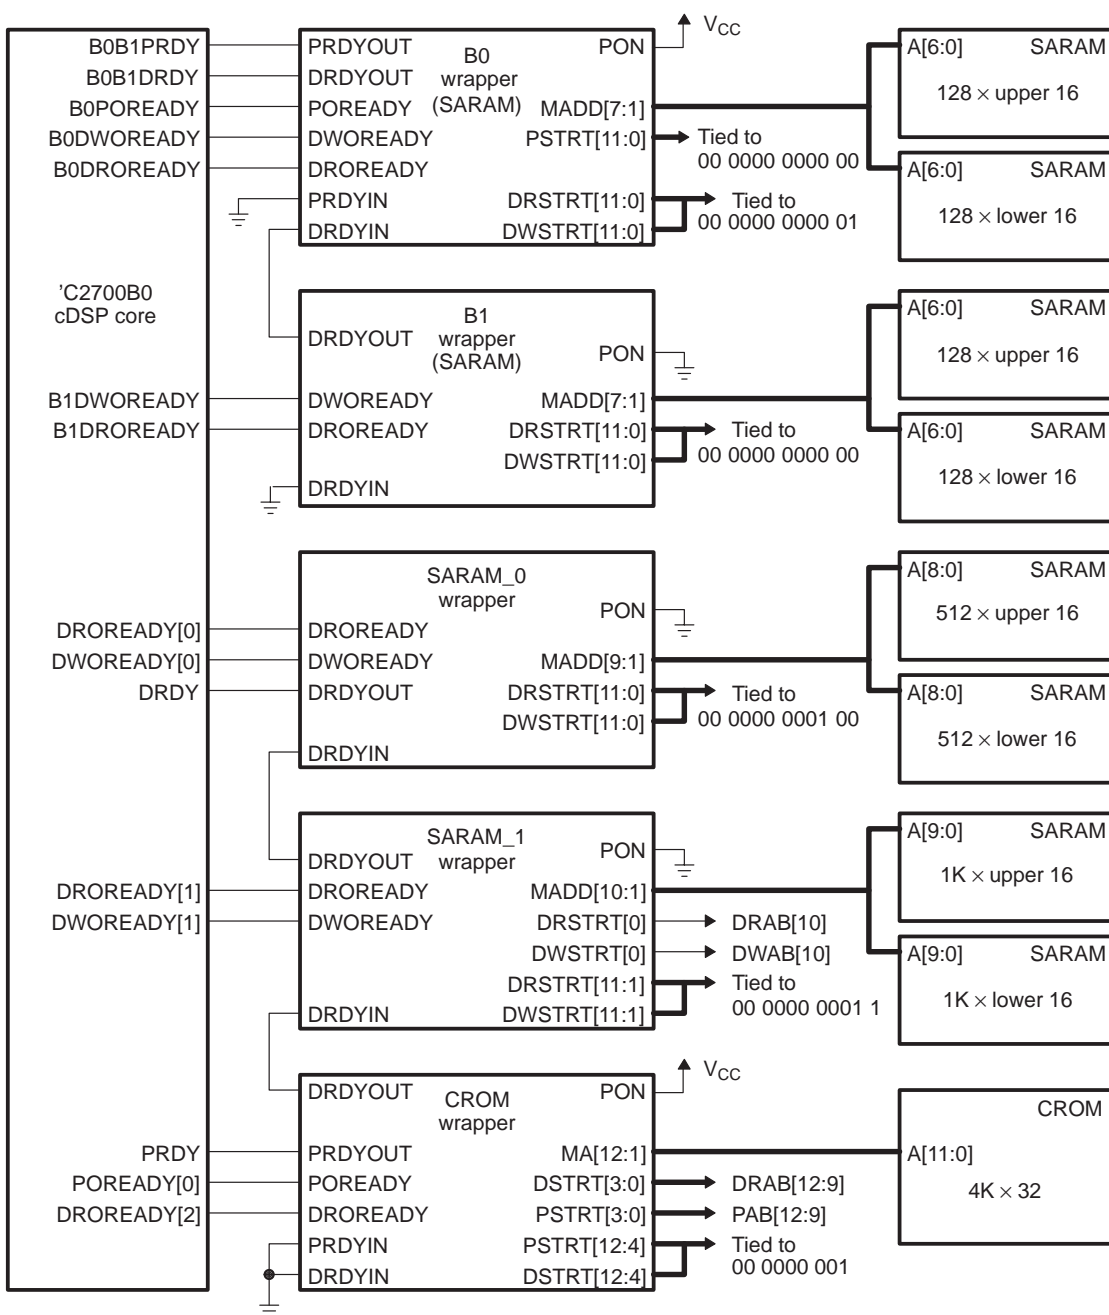 B0B1PRDY
B0B1DRDY
B0POREADY
B0DWOREADY
B0DROREADY
'C2700B0
cDSP core
B1DWOREADY
B1DROREADY
DROREADY[0]
DWOREADY[0]
DRDY
DROREADY[1]
DWOREADY[1]
PRDY
POREADY[0]
DROREADY[2]
PRDYOUT
DRDYOUT
POREADY
DWOREADY
DROREADY
PRDYIN
DRDYIN
B0
wrapper
(SARAM)
PON
MADD[7:1]
PSTRT[11:0]
DRSTRT[11:0]
DWSTRT[11:0]
VCC
Tied to
00 0000 0000 00
Tied to
00 0000 0000 01
A[6:0] SARAM
128 × upper 16
A[6:0] SARAM
128 × lower 16
DRDYOUT
DWOREADY
DROREADY
DRDYIN
B1
wrapper
(SARAM)
PON
MADD[7:1]
DRSTRT[11:0]
DWSTRT[11:0]
Tied to
00 0000 0000 00
A[6:0] SARAM
128 × upper 16
A[6:0] SARAM
128 × lower 16
SARAM_0
wrapper
DROREADY
DWOREADY
DRDYOUT
DRDYIN
PON
MADD[9:1]
DRSTRT[11:0]
DWSTRT[11:0]
Tied to
00 0000 0001 00
A[8:0] SARAM
512 × upper 16
A[8:0] SARAM
512 × lower 16
SARAM_1
wrapper
DRDYOUT
DROREADY
DWOREADY
DRDYIN
PON
MADD[10:1]
DRSTRT[0]
DWSTRT[0]
DRSTRT[11:1]
DWSTRT[11:1]
DRAB[10]
DWAB[10]
Tied to
00 0000 0001 1
A[9:0] SARAM
1K × upper 16
A[9:0] SARAM
1K × lower 16
CROM
wrapper
DRDYOUT
PRDYOUT
POREADY
DROREADY
PRDYIN
DRDYIN
PON
MA[12:1]
DSTRT[3:0]
PSTRT[3:0]
PSTRT[12:4]
DSTRT[12:4]
VCC
DRAB[12:9]
PAB[12:9]
Tied to
00 0000 001
CROM
A[11:0]
4K × 32